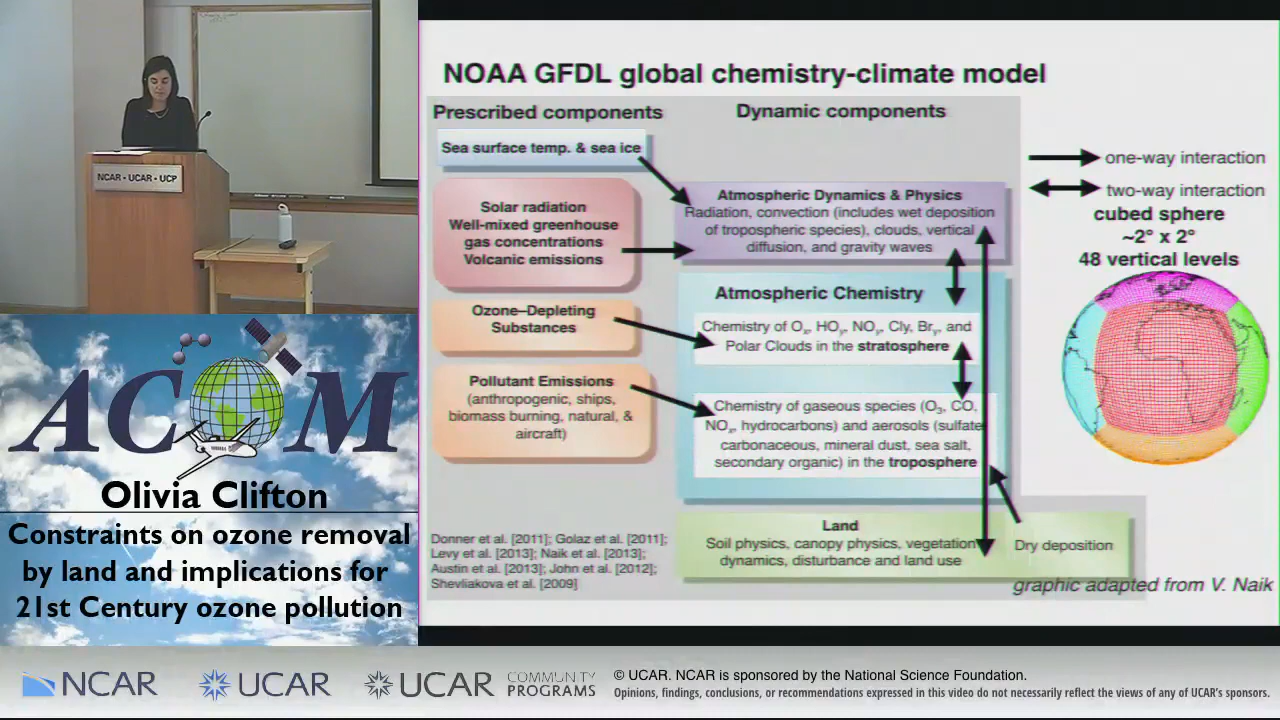 NCAR • UCAR • UCP
ACOM
Olivia Clifton
Constraints on ozone removal
by land and implications for
21st Century ozone pollution
NOAA GFDL global chemistry-climate model
Prescribed components
Dynamic components
Sea surface temp. & sea ice
Solar radiation
Well-mixed greenhouse
gas concentrations
Volcanic emissions
Ozone–Depleting
Substances
Pollutant Emissions
(anthropogenic, ships,
biomass burning, natural, &
aircraft)
Donner et al. [2011]; Golaz et al. [2011];
Levy et al. [2013]; Naik et al. [2013];
Austin et al. [2013]; John et al. [2012];
Shevliakova et al. [2009]
Atmospheric Dynamics & Physics
Radiation, convection (includes wet deposition
of tropospheric species), clouds, vertical
diffusion, and gravity waves
Atmospheric Chemistry
Chemistry of Ox, HOy, NOy, Cly, Bry, and
Polar Clouds in the stratosphere
Chemistry of gaseous species (O3, CO,
NOx, hydrocarbons) and aerosols (sulfate
carbonaceous, mineral dust, sea salt,
secondary organic) in the troposphere
Land
Soil physics, canopy physics, vegetation
dynamics, disturbance and land use
Dry deposition
one-way interaction
two-way interaction
cubed sphere
~2° x 2°
48 vertical levels
graphic adapted from V. Naik
NCAR
UCAR
UCAR
COMMUNITY
PROGRAMS
© UCAR. NCAR is sponsored by the National Science Foundation.
Opinions, findings, conclusions, or recommendations expressed in this video do not necessarily reflect the views of any of UCAR's sponsors.